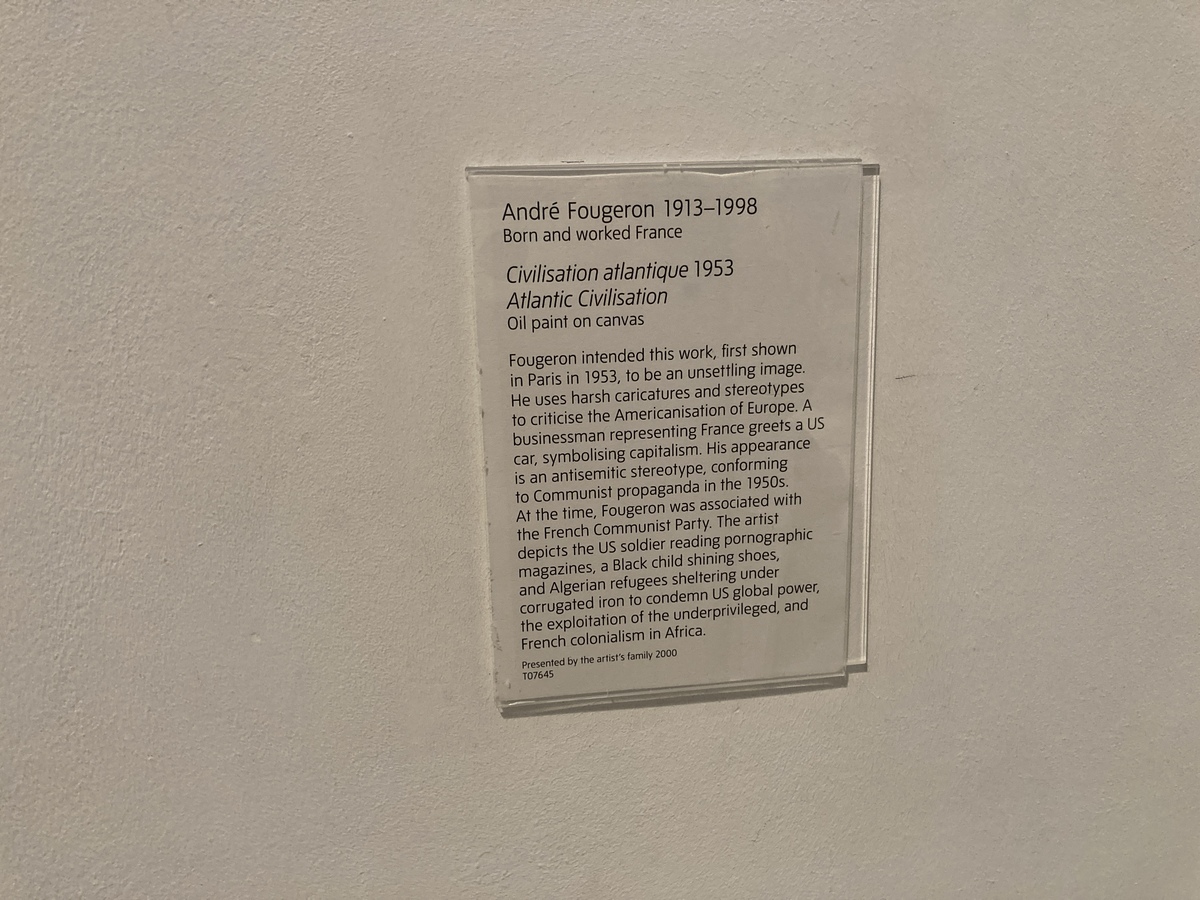 André Fougeron 1913–1998
Born and worked France
Civilisation atlantique 1953
Atlantic Civilisation
Oil paint on canvas
Fougeron intended this work, first shown
in Paris in 1953, to be an unsettling image.
He uses harsh caricatures and stereotypes
to criticise the Americanisation of Europe. A
businessman representing France greets a US
car, symbolising capitalism. His appearance
is an antisemitic stereotype, conforming
to Communist propaganda in the 1950s.
At the time, Fougeron was associated with
the French Communist Party. The artist
depicts the US soldier reading pornographic
magazines, a Black child shining shoes,
and Algerian refugees sheltering under
corrugated iron to condemn US global power,
the exploitation of the underprivileged, and
French colonialism in Africa.
Presented by the artist's family 2000
T07645